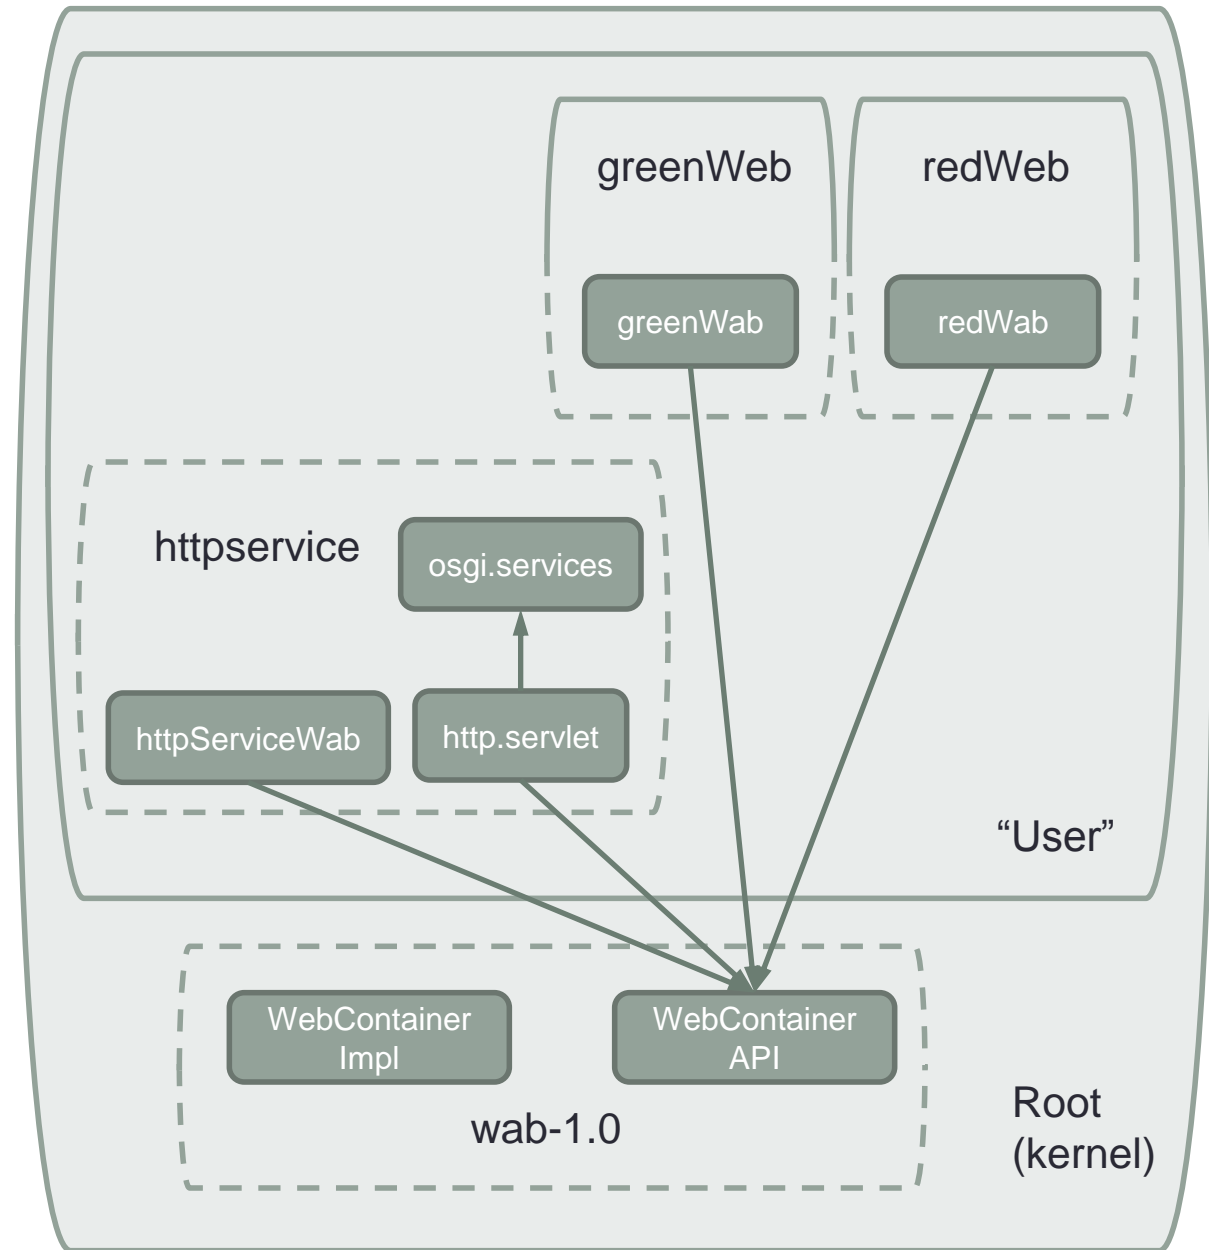 greenWeb
redWeb
greenWab
redWab
httpservice
osgi.services
httpServiceWab
http.servlet
“User”
WebContainer
Impl
WebContainer
API
wab-1.0
Root
(kernel)